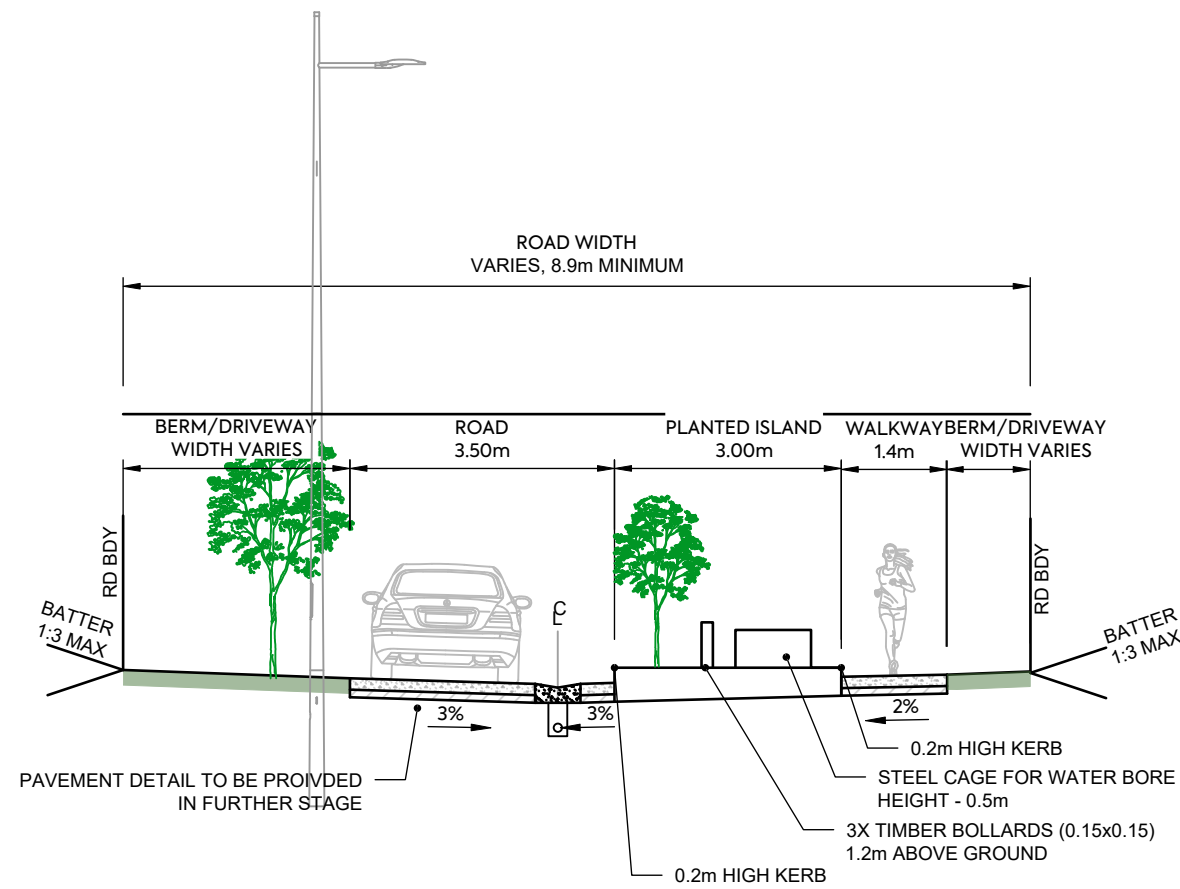 ROAD WIDTH
VARIES, 8.9m MINIMUM
BERM/DRIVEWAY
WIDTH VARIES
ROAD
3.50m
PLANTED ISLAND
3.00m
WALKWAY
1.4m
BERM/DRIVEWAY
WIDTH VARIES
RD BDY
BATTER
1:3 MAX
CL
RD BDY
BATTER
1:3 MAX
3%
3%
2%
PAVEMENT DETAIL TO BE PROIVDED
IN FURTHER STAGE
0.2m HIGH KERB
STEEL CAGE FOR WATER BORE
HEIGHT - 0.5m
3X TIMBER BOLLARDS (0.15x0.15)
1.2m ABOVE GROUND
0.2m HIGH KERB